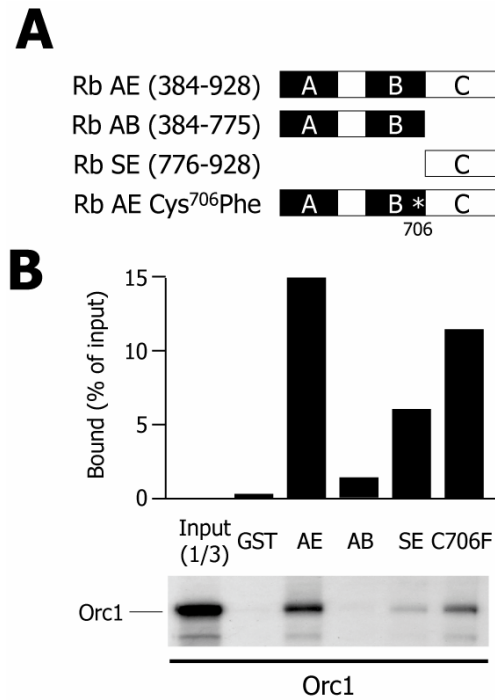 A
Rb AE (384-928) A B C
Rb AB (384-775) A B
Rb SE (776-928) C
Rb AE Cys⁷⁰⁶Phe A B * C
706
B
Bound (% of input)
15
10
5
0
Input (1/3) GST AE AB SE C706F
Orc1
Orc1